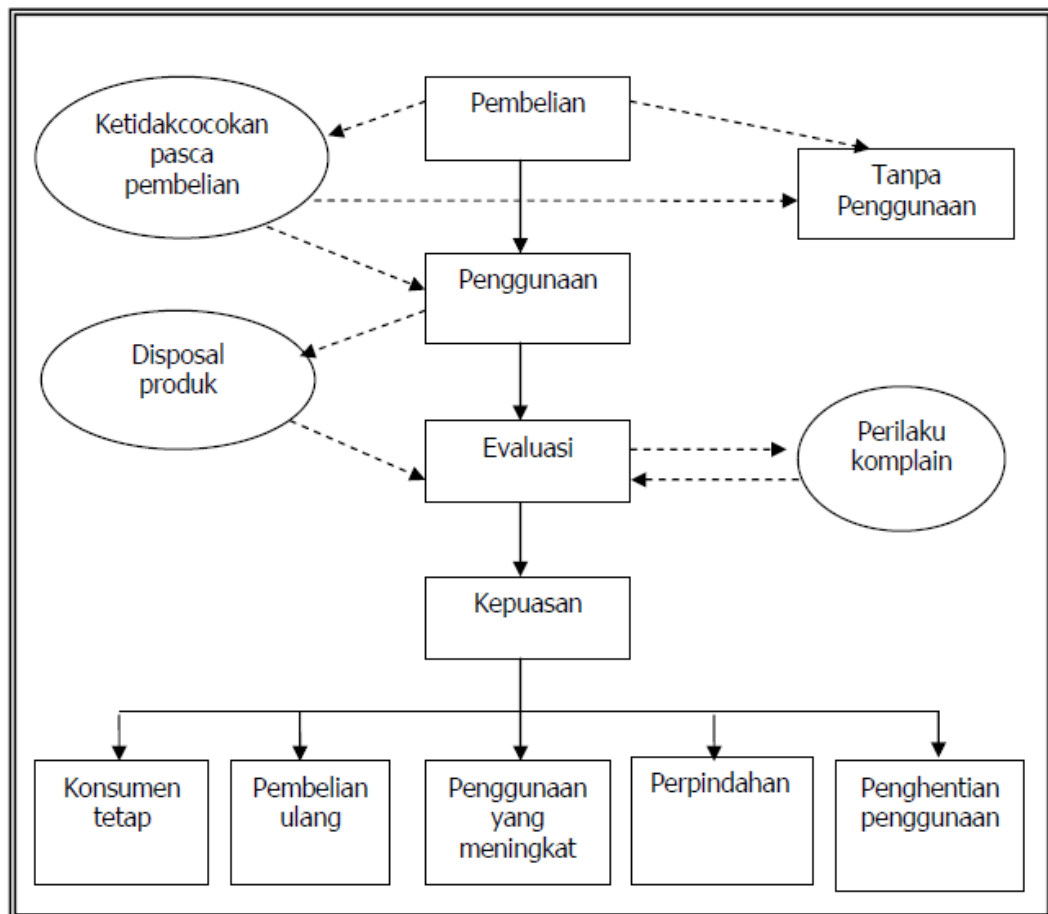 Pembelian
Ketidakcocokan
pasca
pembelian
Tanpa
Penggunaan
Penggunaan
Disposal
produk
Evaluasi
Perilaku
komplain
Kepuasan
Konsumen
tetap
Pembelian
ulang
Penggunaan
yang
meningkat
Perpindahan
Penghentian
penggunaan